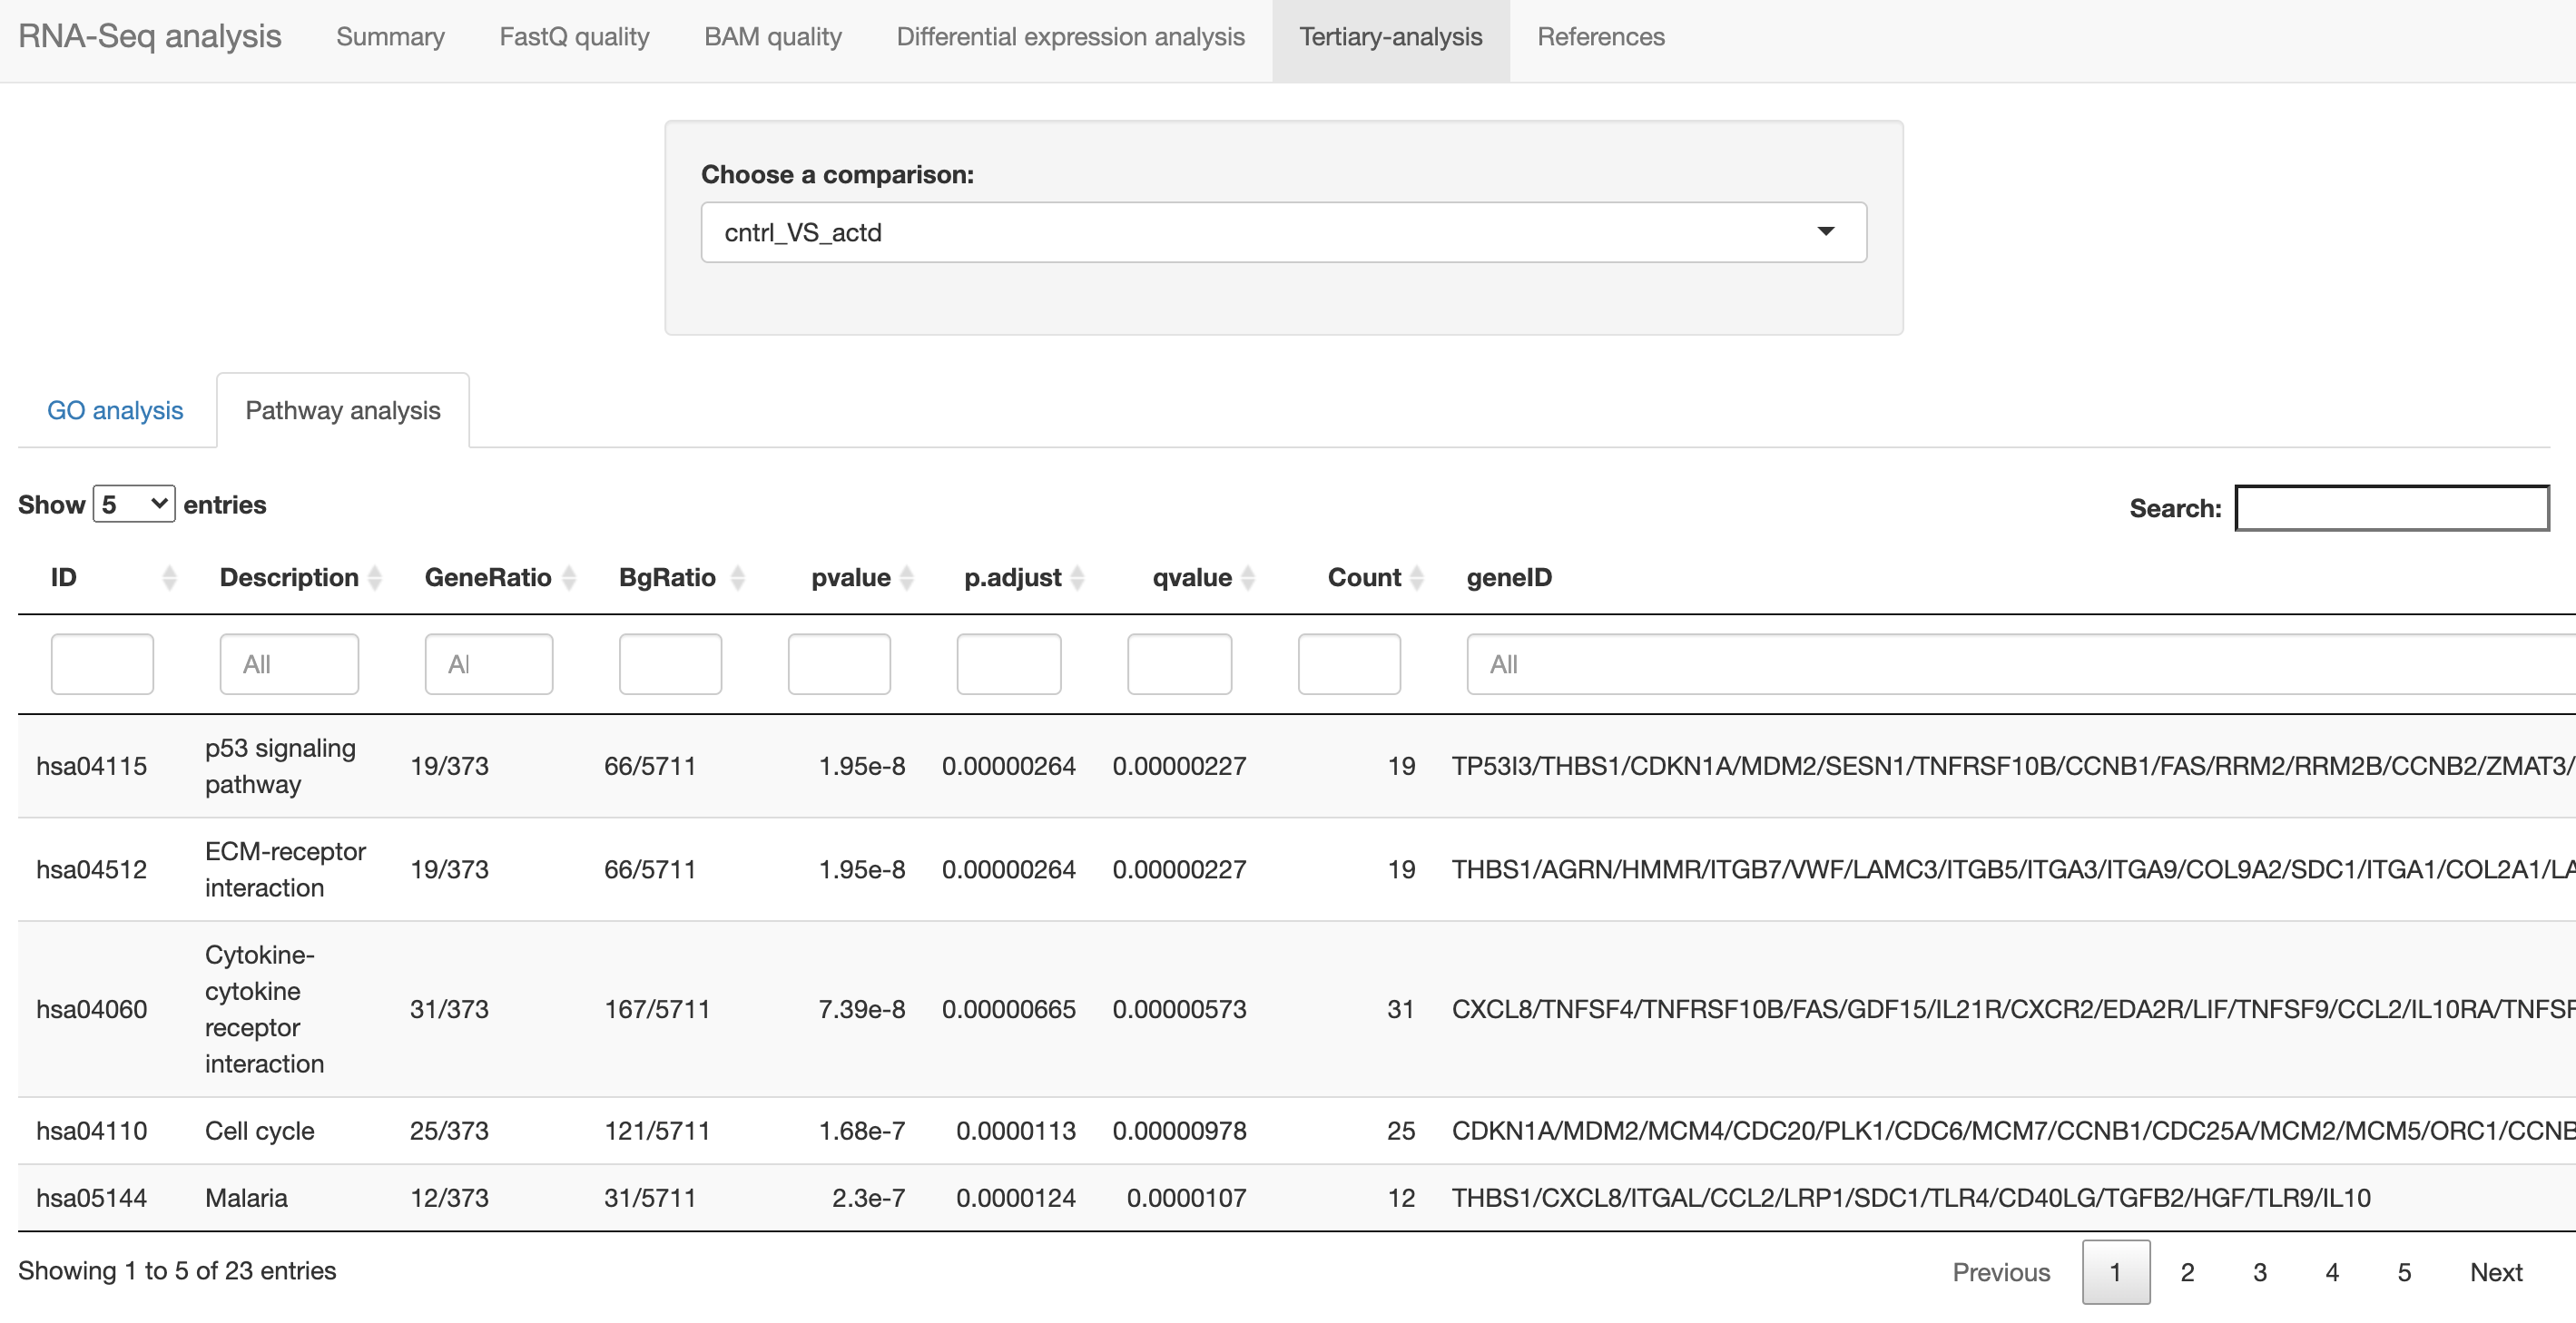 RNA-Seq analysis Summary FastQ quality BAM quality Differential expression analysis Tertiary-analysis References
Choose a comparison:
cntrl_VS_actd
GO analysis Pathway analysis
Show 5 entries Search:
ID Description GeneRatio BgRatio pvalue p.adjust qvalue Count geneID
All Al All
hsa04115 p53 signaling pathway 19/373 66/5711 1.95e-8 0.00000264 0.00000227 19 TP53I3/THBS1/CDKN1A/MDM2/SESN1/TNFRSF10B/CCNB1/FAS/RRM2/RRM2B/CCNB2/ZMAT3/
hsa04512 ECM-receptor interaction 19/373 66/5711 1.95e-8 0.00000264 0.00000227 19 THBS1/AGRN/HMMR/ITGB7/VWF/LAMC3/ITGB5/ITGA3/ITGA9/COL9A2/SDC1/ITGA1/COL2A1/LA
hsa04060 Cytokine-cytokine receptor interaction 31/373 167/5711 7.39e-8 0.00000665 0.00000573 31 CXCL8/TNFSF4/TNFRSF10B/FAS/GDF15/IL21R/CXCR2/EDA2R/LIF/TNFSF9/CCL2/IL10RA/TNFSF
hsa04110 Cell cycle 25/373 121/5711 1.68e-7 0.0000113 0.00000978 25 CDKN1A/MDM2/MCM4/CDC20/PLK1/CDC6/MCM7/CCNB1/CDC25A/MCM2/MCM5/ORC1/CCNB
hsa05144 Malaria 12/373 31/5711 2.3e-7 0.0000124 0.0000107 12 THBS1/CXCL8/ITGAL/CCL2/LRP1/SDC1/TLR4/CD40LG/TGFB2/HGF/TLR9/IL10
Showing 1 to 5 of 23 entries Previous 1 2 3 4 5 Next